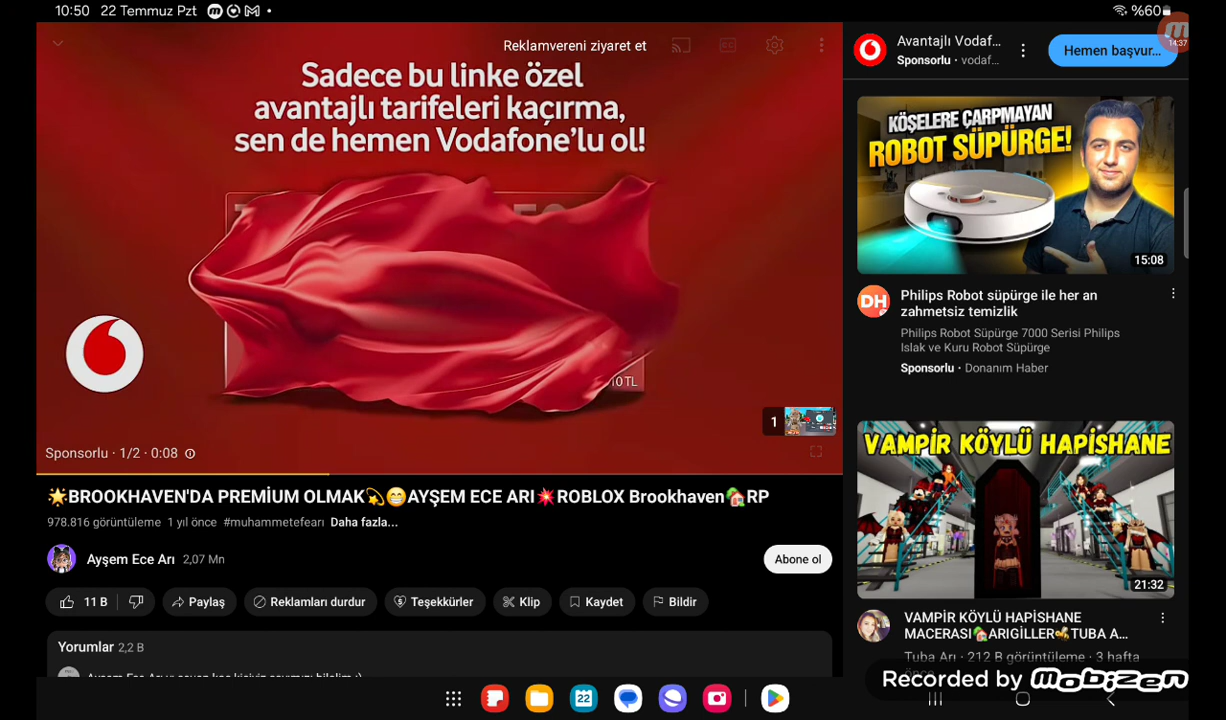 10:50 22 Temmuz Pzt
%60
14:37
Reklamvereni ziyaret et
Sadece bu linke özel
avantajlı tarifeleri kaçırma,
sen de hemen Vodafone'lu ol!
10TL
1
Sponsorlu · 1/2 · 0:08
🌟BROOKHAVEN'DA PREMİUM OLMAK💫😁AYŞEM ECE ARI💥ROBLOX Brookhaven🏡RP
978.816 görüntüleme 1 yıl önce #muhammetefearı Daha fazla...
Ayşem Ece Arı 2,07 Mn
Abone ol
11 B
Paylaş
Reklamları durdur
Teşekkürler
Klip
Kaydet
Bildir
Yorumlar 2,2 B
Avantajlı Vodaf...
Sponsorlu · vodaf...
Hemen başvur...
KÖŞELERE ÇARPMAYAN
ROBOT SÜPÜRGE!
15:08
DH
Philips Robot süpürge ile her an
zahmetsiz temizlik
Philips Robot Süpürge 7000 Serisi Philips
Islak ve Kuru Robot Süpürge
Sponsorlu · Donanım Haber
VAMPİR KÖYLÜ HAPİSHANE
21:32
VAMPİR KÖYLÜ HAPİSHANE
MACERASI🏡ARIGİLLER🐝TUBA A...
Tuba Arı · 212 B görüntüleme · 3 hafta
önce
Recorded by mobizen
22